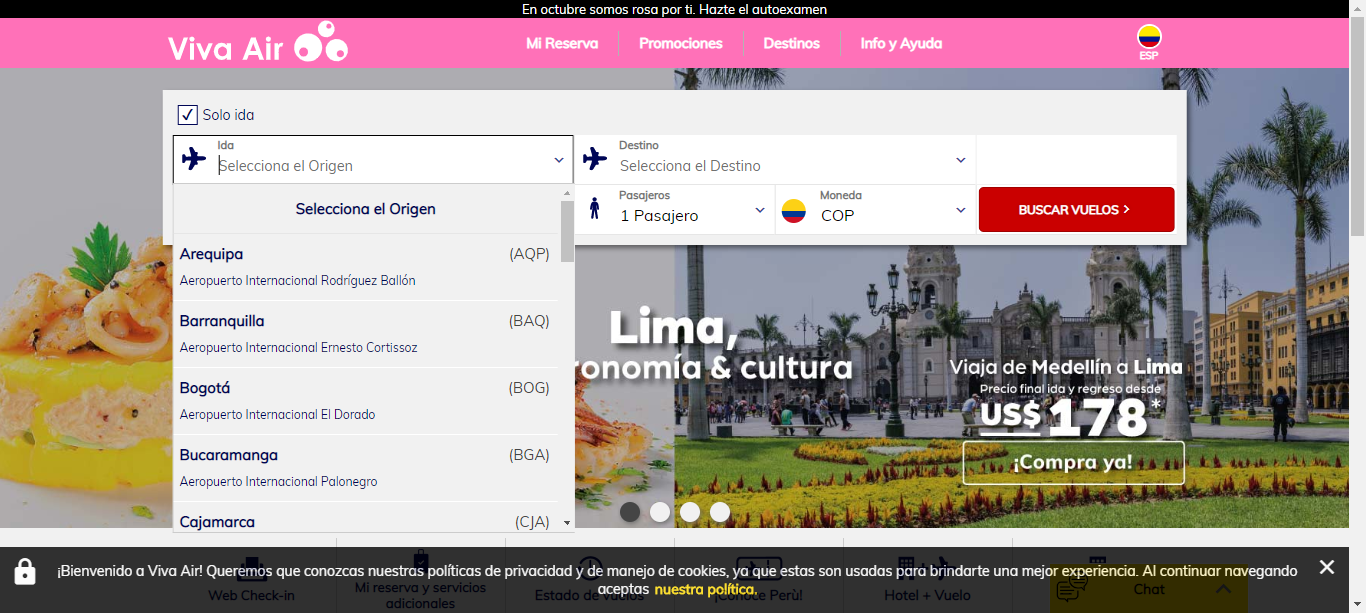 En octubre somos rosa por ti. Hazte el autoexamen
Viva Air
Mi Reserva
Promociones
Destinos
Info y Ayuda
ESP
Solo ida
Ida
Selecciona el Origen
Destino
Selecciona el Destino
Pasajeros
1 Pasajero
Moneda
COP
BUSCAR VUELOS
Selecciona el Origen
Arequipa (AQP)
Aeropuerto Internacional Rodríguez Ballón
Barranquilla (BAQ)
Aeropuerto Internacional Ernesto Cortissoz
Bogotá (BOG)
Aeropuerto Internacional El Dorado
Bucaramanga (BGA)
Aeropuerto Internacional Palonegro
Cajamarca (CJA)
Lima,
ronomía & cultura
Viaja de Medellín a Lima
Precio final ida y regreso desde
US$ 178*
¡Compra ya!
¡Bienvenido a Viva Air! Queremos que conozcas nuestras políticas de privacidad y de manejo de cookies, ya que estas son usadas para brindarte una mejor experiencia. Al continuar navegando
aceptas nuestra política.
Web Check-in
Mi reserva y servicios
adicionales
Estado de vuelos
¡Conoce Perù!
Hotel + Vuelo
Chat